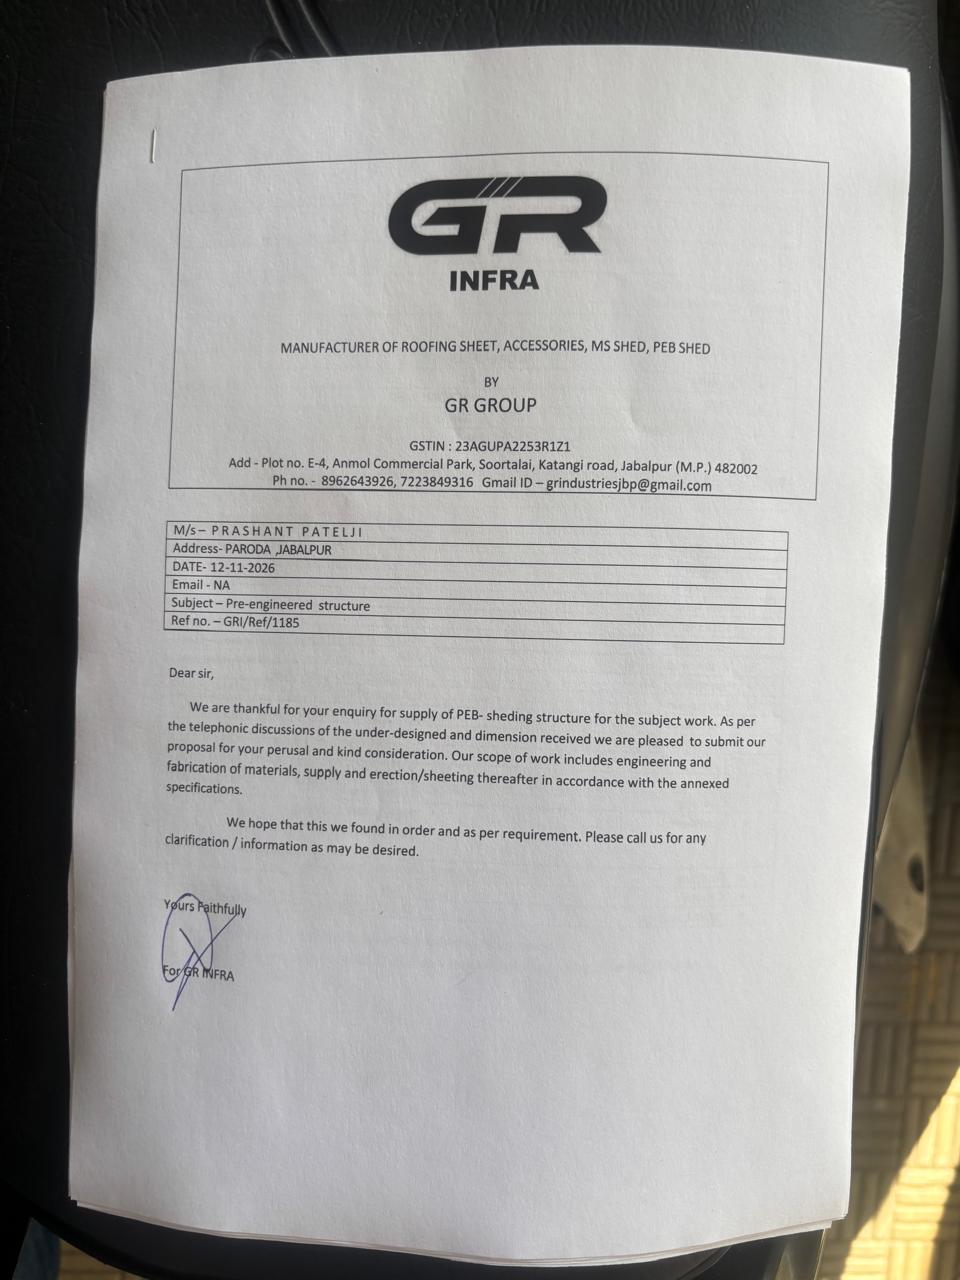 GR
INFRA
MANUFACTURER OF ROOFING SHEET, ACCESSORIES, MS SHED, PEB SHED
BY
GR GROUP
GSTIN : 23AGUPA2253R1Z1
Add - Plot no. E-4, Anmol Commercial Park, Soortalai, Katangi road, Jabalpur (M.P.) 482002
Ph no. - 8962643926, 7223849316 Gmail ID – grindustriesjbp@gmail.com
M/s – PRASHANT PATELJI
Address- PARODA ,JABALPUR
DATE- 12-11-2026
Email - NA
Subject – Pre-engineered structure
Ref no. – GRI/Ref/1185
Dear sir,
We are thankful for your enquiry for supply of PEB- sheding structure for the subject work. As per
the telephonic discussions of the under-designed and dimension received we are pleased to submit our
proposal for your perusal and kind consideration. Our scope of work includes engineering and
fabrication of materials, supply and erection/sheeting thereafter in accordance with the annexed
specifications.
We hope that this we found in order and as per requirement. Please call us for any
clarification / information as may be desired.
Yours Faithfully
For GR INFRA